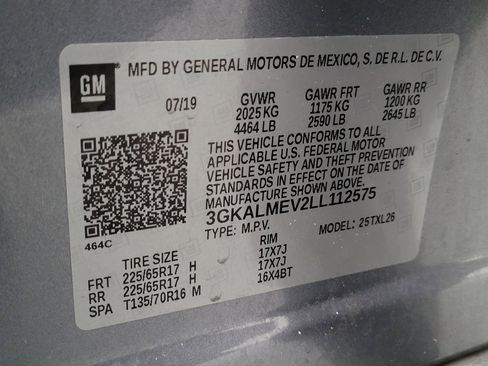 GM
MFD BY GENERAL MOTORS DE MEXICO, S. DE R.L. DE C.V.
07/19 GVWR GAWR FRT GAWR RR
2025 KG 1175 KG 1200 KG
4464 LB 2590 LB 2645 LB
THIS VEHICLE CONFORMS TO ALL
APPLICABLE U.S. FEDERAL MOTOR
VEHICLE SAFETY AND THEFT PREVENTION
STANDARDS IN EFFECT ON THE DATE OF
MANUFACTURE SHOWN ABOVE.
3GKALMEV2LL112575
TYPE: M.P.V. MODEL: 25TXL26
464C
TIRE SIZE RIM
FRT 225/65R17 H 17X7J
RR 225/65R17 H 17X7J
SPA T135/70R16 M 16X4BT